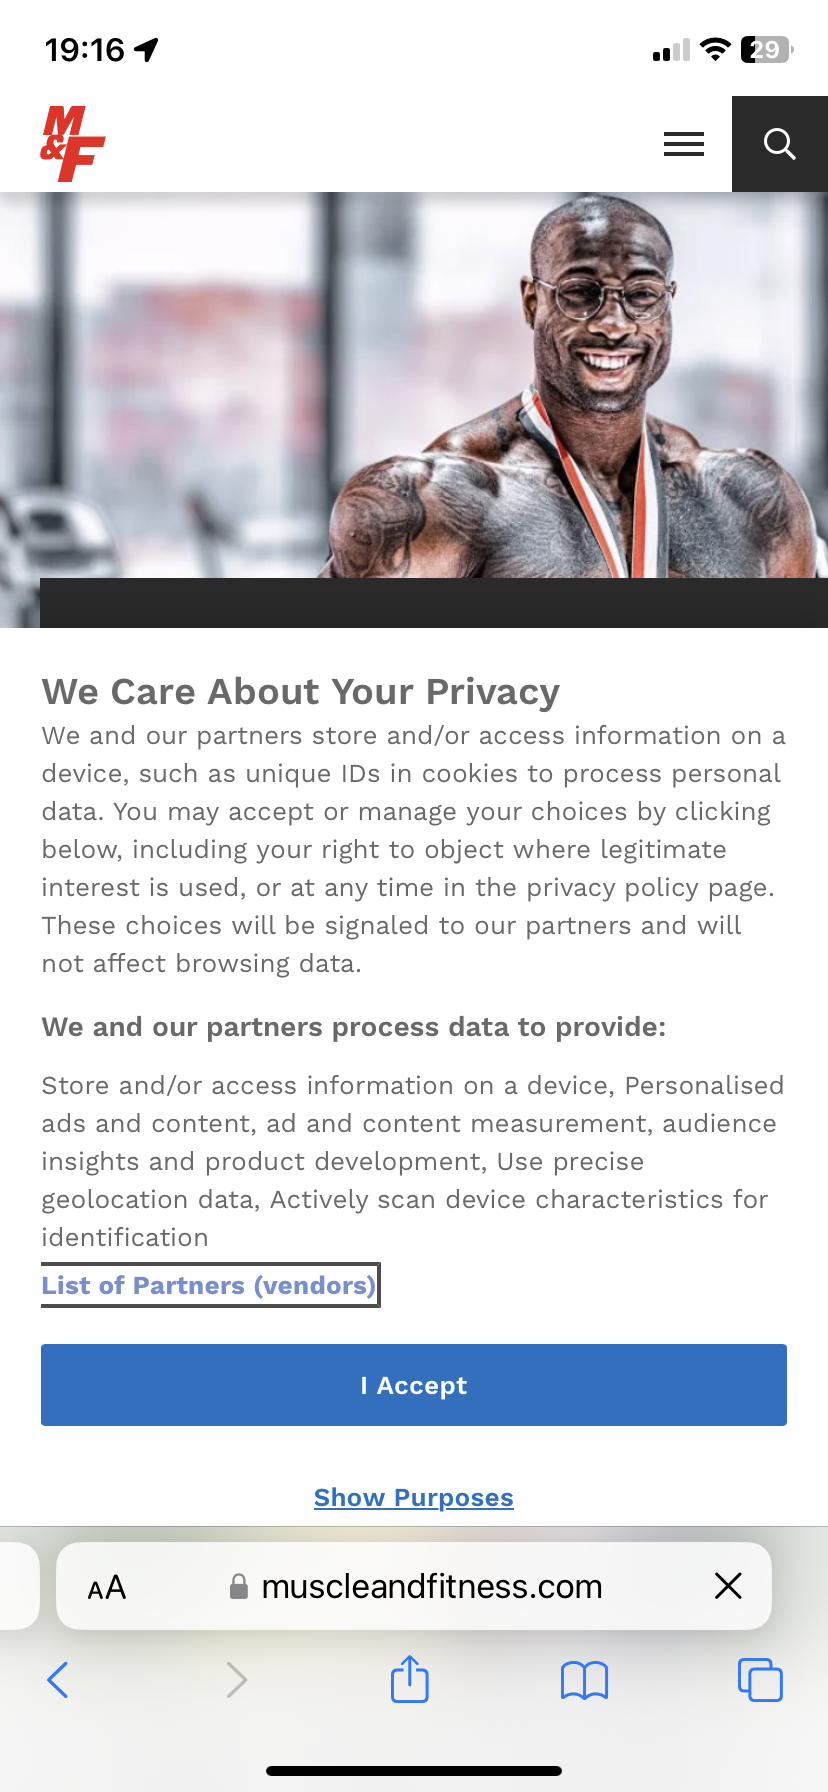 19:16
29
M
&F
We Care About Your Privacy
We and our partners store and/or access information on a
device, such as unique IDs in cookies to process personal
data. You may accept or manage your choices by clicking
below, including your right to object where legitimate
interest is used, or at any time in the privacy policy page.
These choices will be signaled to our partners and will
not affect browsing data.
We and our partners process data to provide:
Store and/or access information on a device, Personalised
ads and content, ad and content measurement, audience
insights and product development, Use precise
geolocation data, Actively scan device characteristics for
identification
List of Partners (vendors)
I Accept
Show Purposes
AA muscleandfitness.com